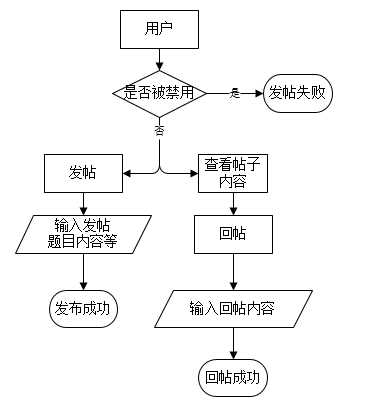 用户
是否被禁用
是
发帖失败
否
发帖
查看帖子
内容
输入发帖
题目内容等
回帖
发布成功
输入回帖内容
回帖成功